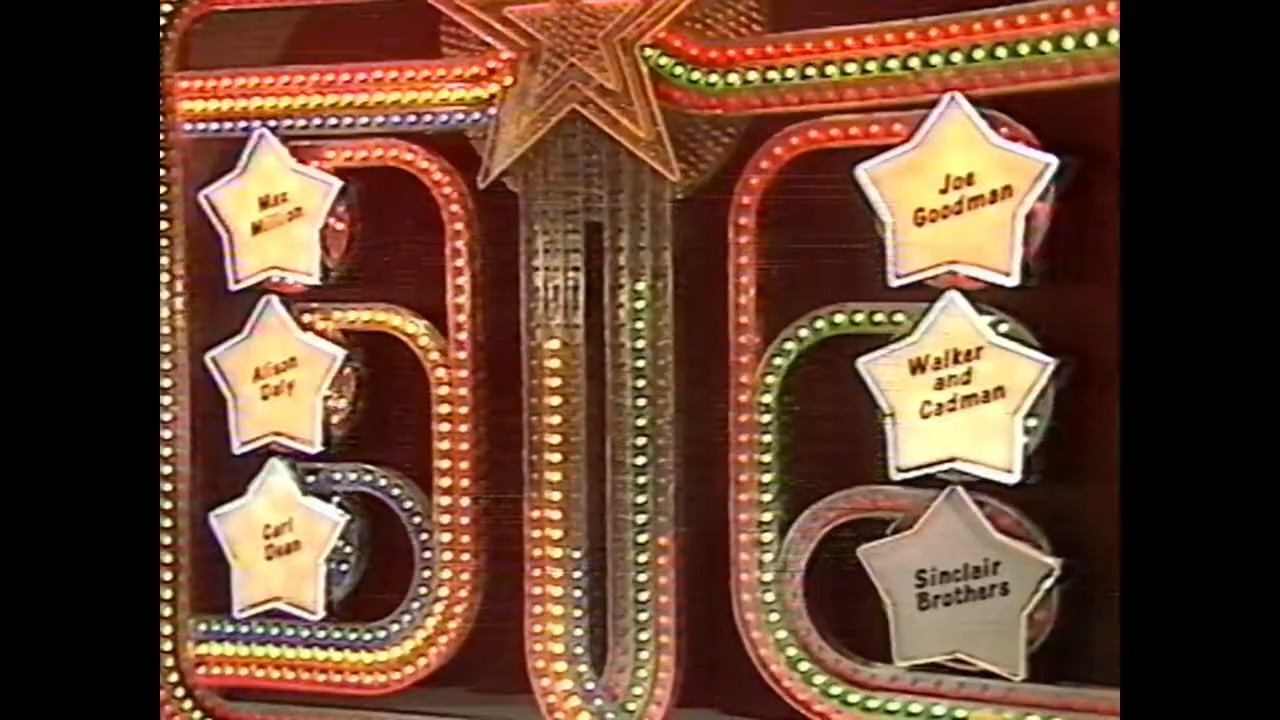 Max
Million
Alison
Daly
Carl
Dean
Joe
Goodman
Walker
and
Cadman
Sinclair
Brothers